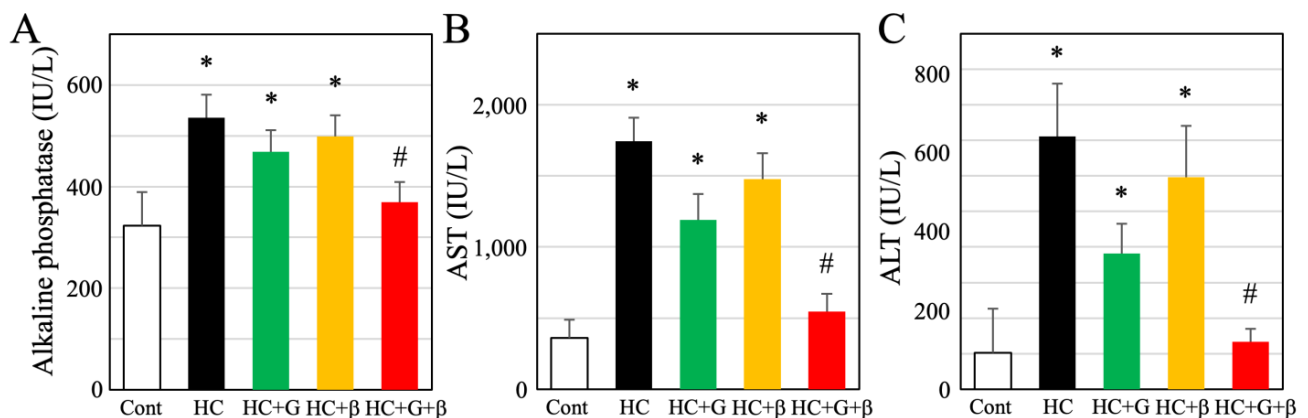 A
Alkaline phosphatase (IU/L)
600
400
200
0
* * * #
Cont HC HC+G HC+β HC+G+β
B
AST (IU/L)
2,000
1,000
0
* * * #
Cont HC HC+G HC+β HC+G+β
C
ALT (IU/L)
800
600
400
200
0
* * * #
Cont HC HC+G HC+β HC+G+β